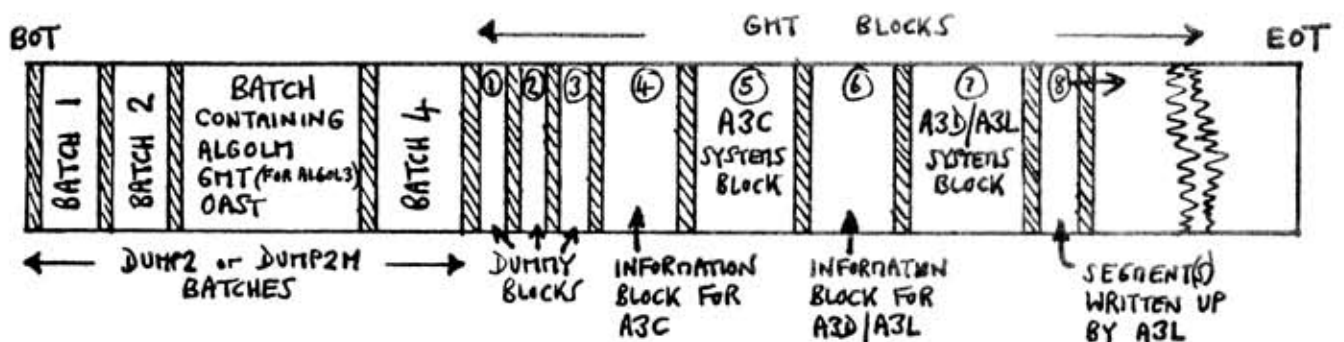 GMT BLOCKS
BOT
EOT
BATCH 1
BATCH 2
BATCH
CONTAINING
ALGOLM
GMT (FOR ALGOL3)
OAST
BATCH 4
①
②
③
④
⑤
A3C
SYSTEMS
BLOCK
⑥
⑦
A3D/A3L
SYSTEMS
BLOCK
⑧
DUMP2 or DUMP2M
BATCHES
DUMMY
BLOCKS
INFORMATION
BLOCK FOR
A3C
INFORMATION
BLOCK FOR
A3D/A3L
SEGMENT(S)
WRITTEN UP
BY A3L